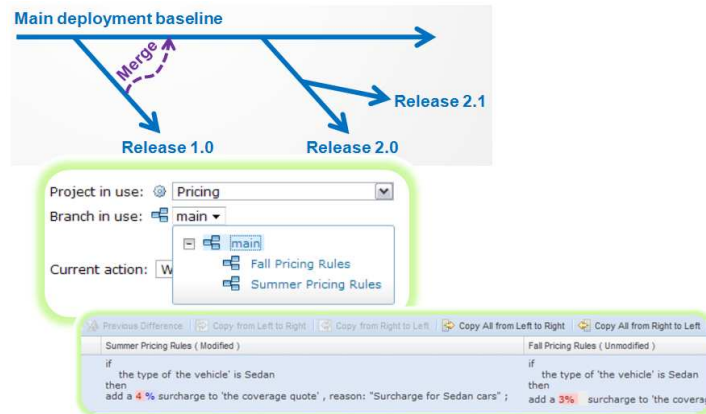 Main deployment baseline
Merge
Release 2.1
Release 1.0
Release 2.0
Project in use: Pricing
Branch in use: main
main
Fall Pricing Rules
Current action: W
Summer Pricing Rules
Previous Difference Copy from Left to Right Copy from Right to Left Copy All from Left to Right Copy All from Right to Left
Summer Pricing Rules ( Modified ) Fall Pricing Rules ( Unmodified )
if if
the type of 'the vehicle' is Sedan the type of 'the vehicle' is Sedan
then then
add a 4 % surcharge to 'the coverage quote' , reason: "Surcharge for Sedan cars" ; add a 3% surcharge to 'the covera